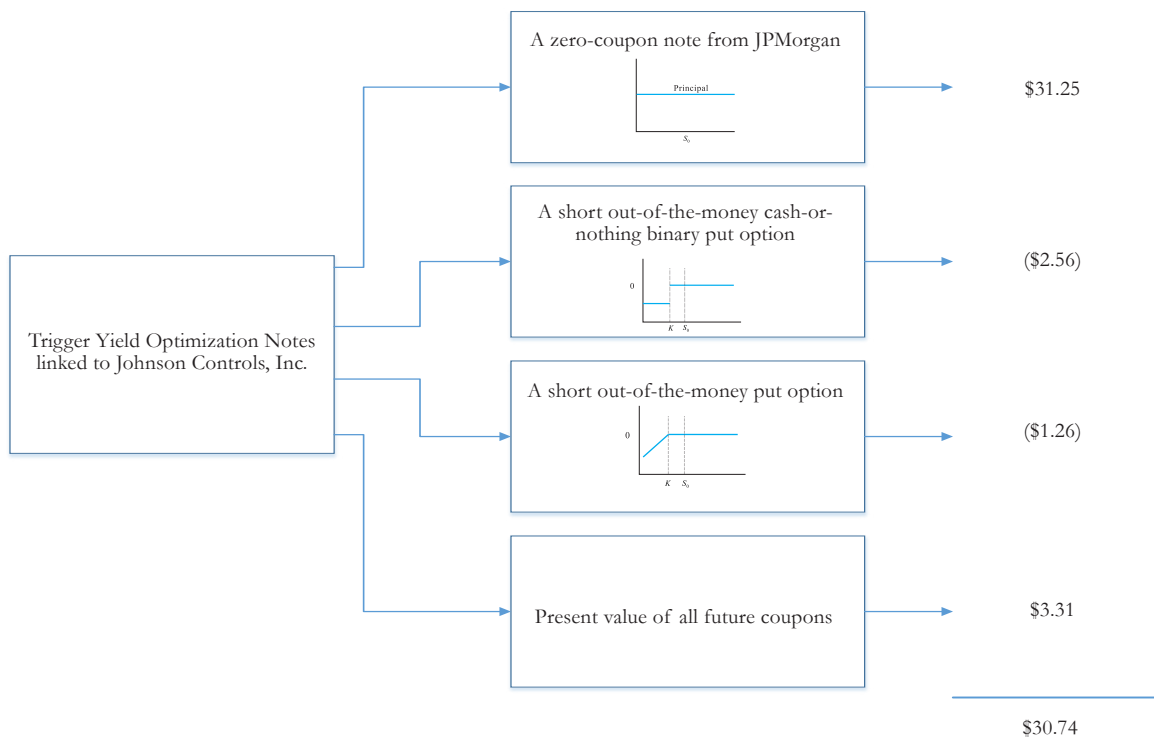 A zero-coupon note from JPMorgan
Principal
S0
$31.25
A short out-of-the-money cash-or-
nothing binary put option
0
K S0
($2.56)
Trigger Yield Optimization Notes
linked to Johnson Controls, Inc.
A short out-of-the-money put option
0
K S0
($1.26)
Present value of all future coupons
$3.31
$30.74